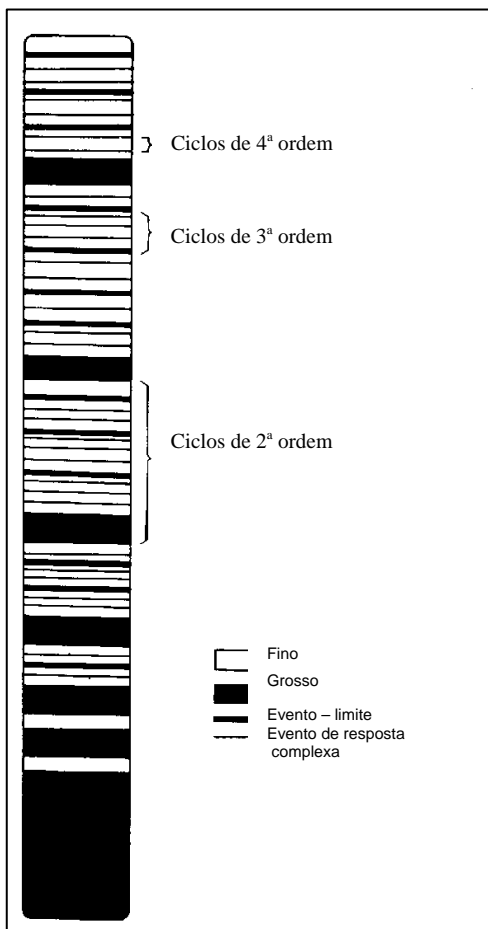 Ciclos de 4ª ordem
Ciclos de 3ª ordem
Ciclos de 2ª ordem
Fino
Grosso
Evento – limite
Evento de resposta
complexa